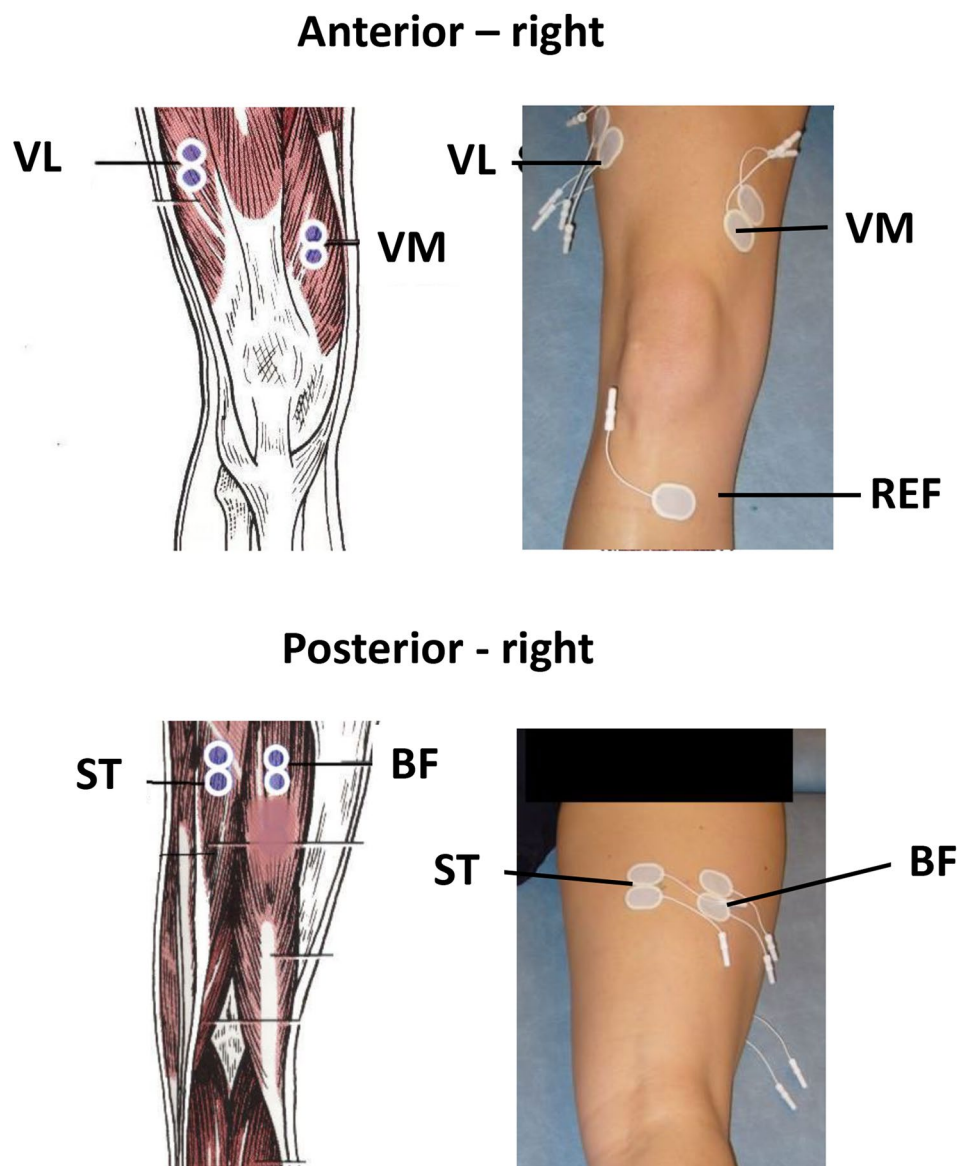 Anterior – right
VL
VM
VL
VM
REF
Posterior - right
ST
BF
ST
BF